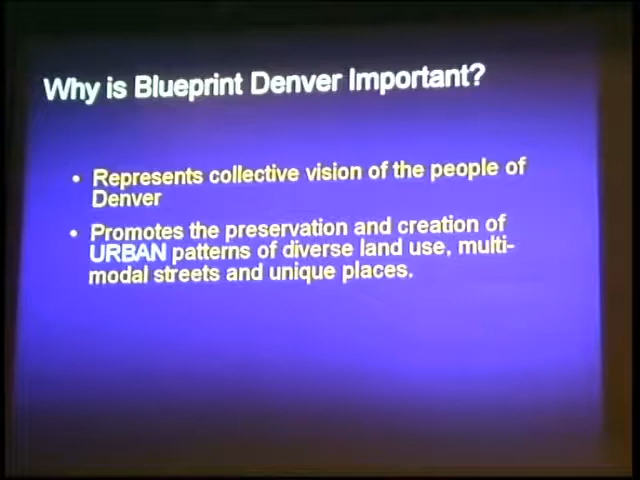 Why is Blueprint Denver Important?
• Represents collective vision of the people of
Denver
• Promotes the preservation and creation of
URBAN patterns of diverse land use, multi-
modal streets and unique places.